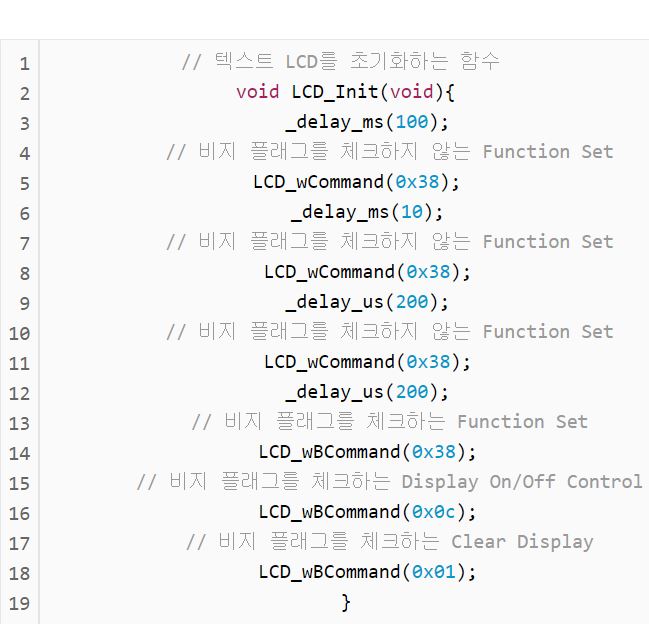 1 // 텍스트 LCD를 초기화하는 함수
2 void LCD_Init(void){
3 _delay_ms(100);
4 // 비지 플래그를 체크하지 않는 Function Set
5 LCD_wCommand(0x38);
6 _delay_ms(10);
7 // 비지 플래그를 체크하지 않는 Function Set
8 LCD_wCommand(0x38);
9 _delay_us(200);
10 // 비지 플래그를 체크하지 않는 Function Set
11 LCD_wCommand(0x38);
12 _delay_us(200);
13 // 비지 플래그를 체크하는 Function Set
14 LCD_wBCommand(0x38);
15 // 비지 플래그를 체크하는 Display On/Off Control
16 LCD_wBCommand(0x0c);
17 // 비지 플래그를 체크하는 Clear Display
18 LCD_wBCommand(0x01);
19 }